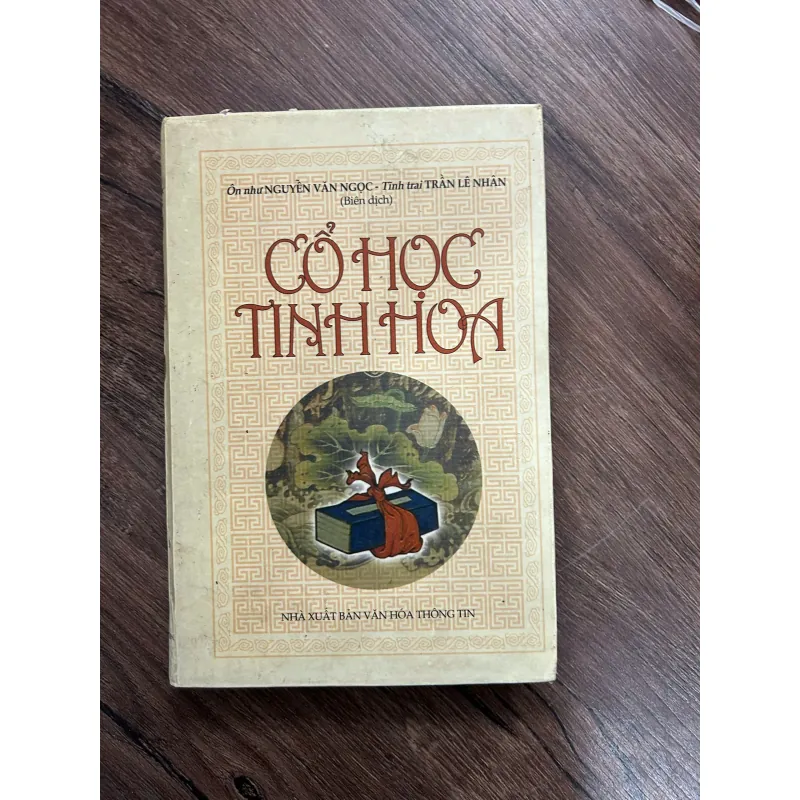 Ôn như NGUYỄN VĂN NGỌC - Tĩnh trai TRẦN LÊ NHÂN
(Biên dịch)
CỔ HỌC
TINH HOA
NHÀ XUẤT BẢN VĂN HÓA THÔNG TIN